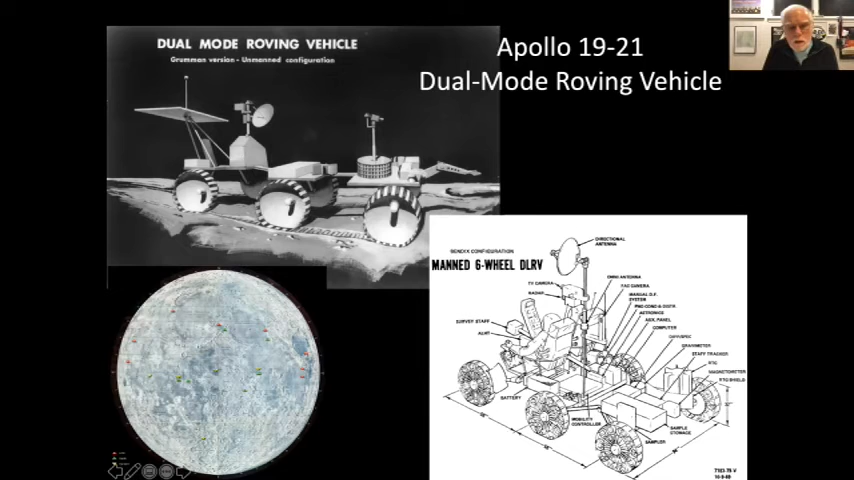 DUAL MODE ROVING VEHICLE
Grumman version - Unmanned configuration
Apollo 19-21
Dual-Mode Roving Vehicle
BENDIX CONFIGURATION
MANNED 6-WHEEL DLRV
DIRECTIONAL
ANTENNA
OMNI ANTENNA
TV CAMERA
FAX CAMERA
RADAR
MANUAL D.F.
SYSTEM
ASTRIONICS
AUX. PANEL
COMPUTER
SURVEY STAFF
ALHT
GRAVIMETER
STAFF TRACKER
RTG
MAGNETOMETER
RTG SHIELD
BATTERY
MOBILITY
CONTROLLER
SAMPLE
STOWAGE
SAMPLER